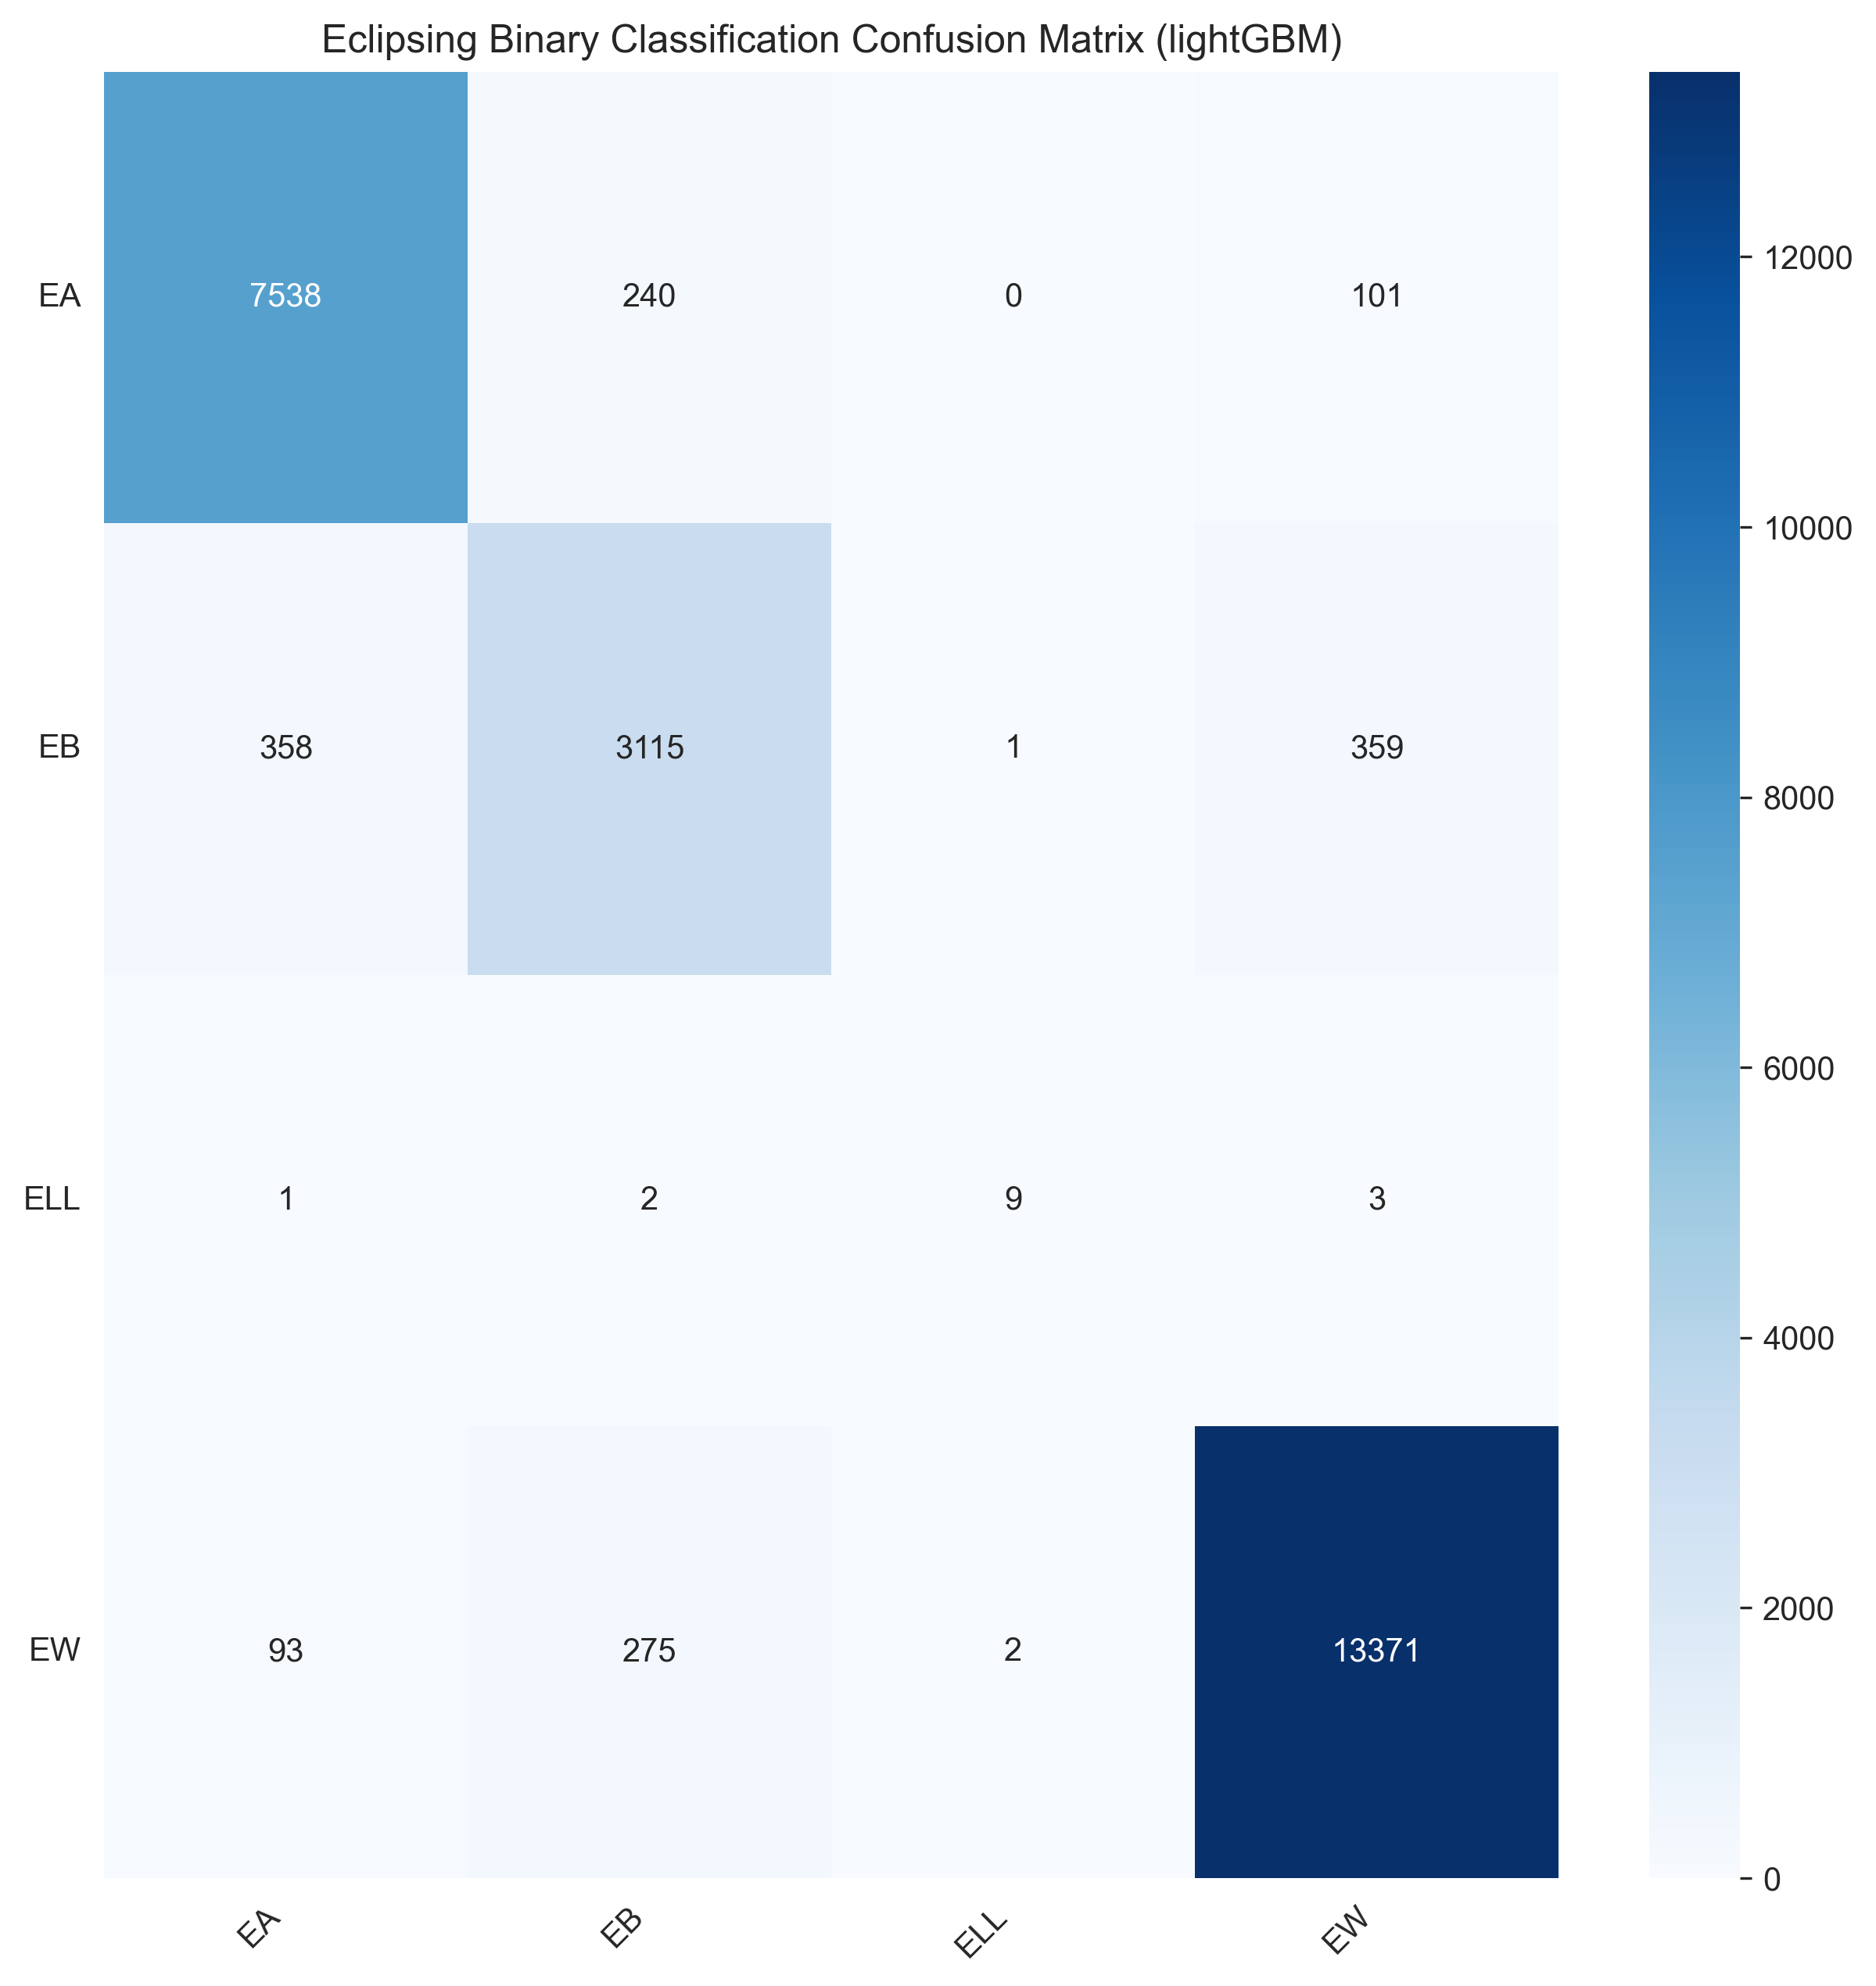 Eclipsing Binary Classification Confusion Matrix (lightGBM)
EA
7538 240 0 101
EB
358 3115 1 359
ELL
1 2 9 3
EW
93 275 2 13371
EA EB ELL EW
12000
10000
8000
6000
4000
2000
0